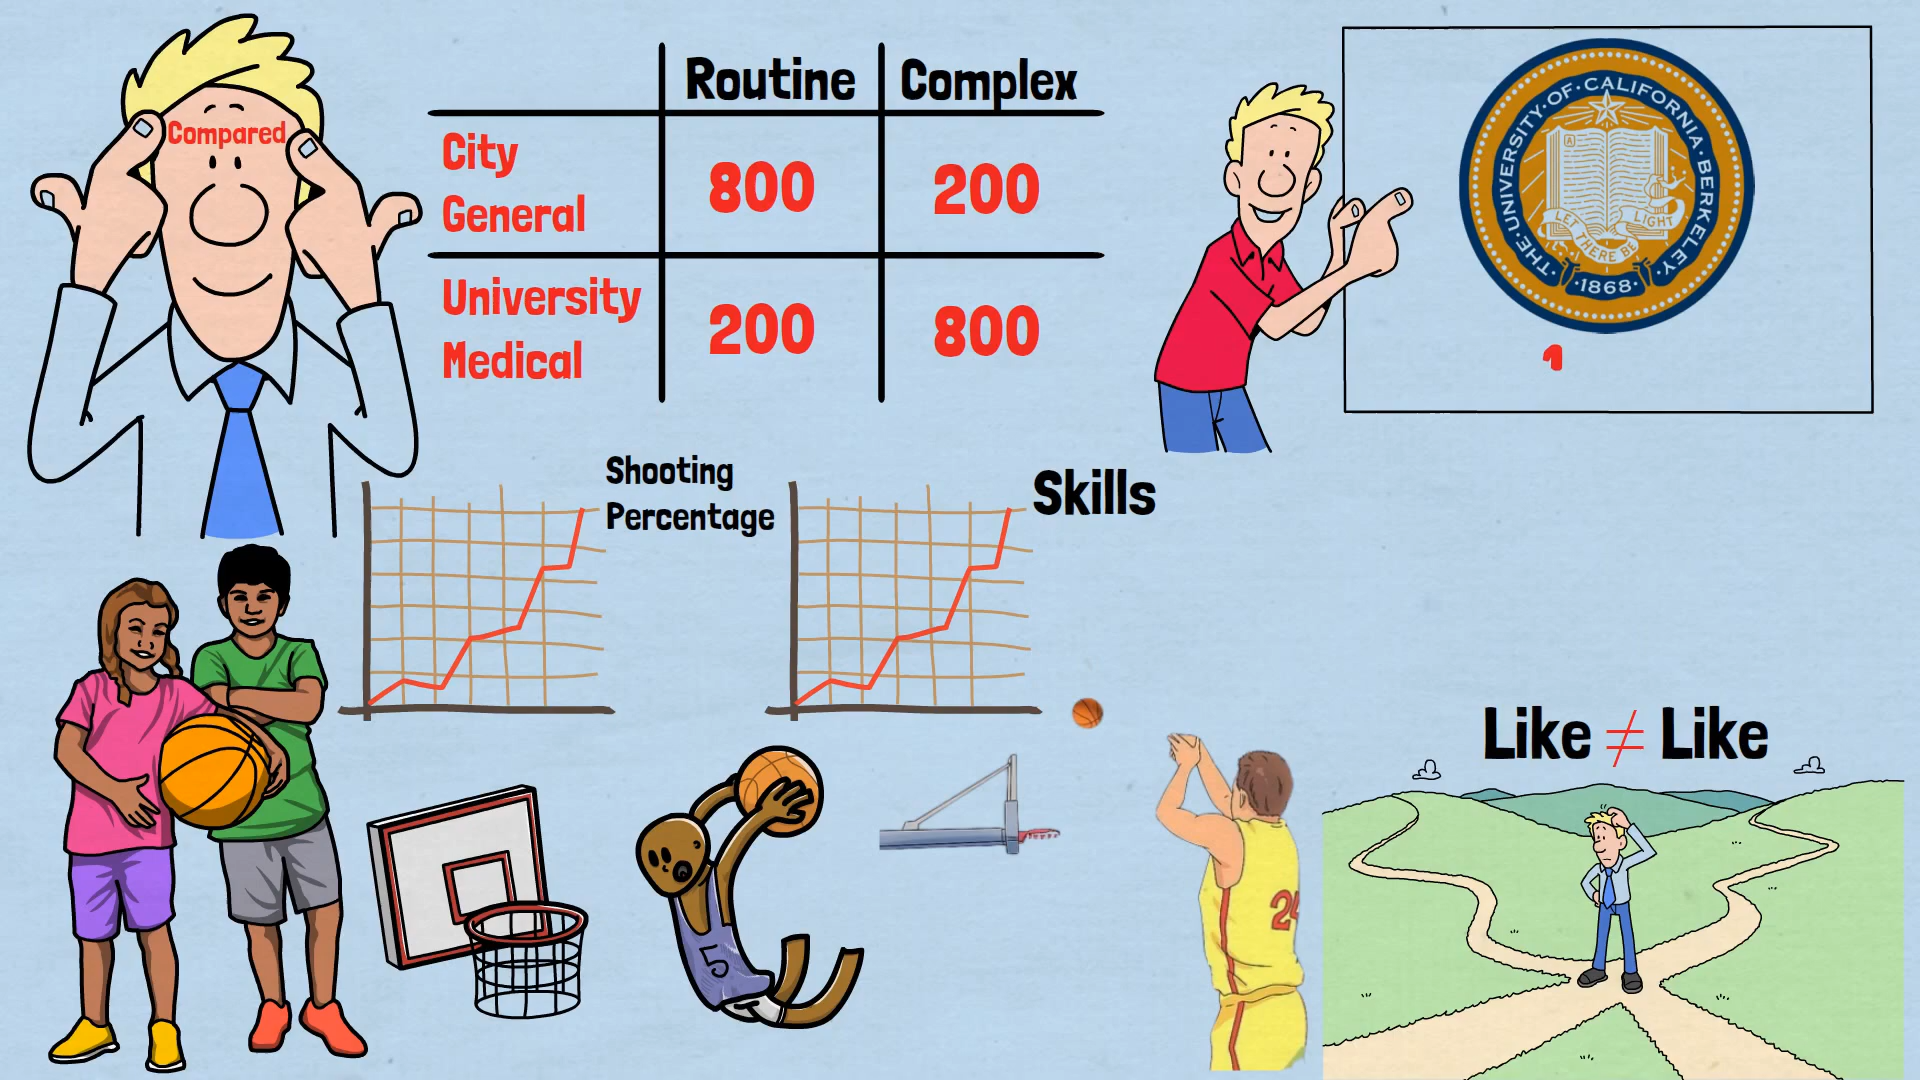 Compared
Routine Complex
City
General
800 200
University
Medical
200 800
THE·UNIVERSITY·OF·CALIFORNIA·BERKELEY
A
LET THERE BE LIGHT
·1868·
1
Shooting
Percentage
Skills
5
24
Like ≠ Like